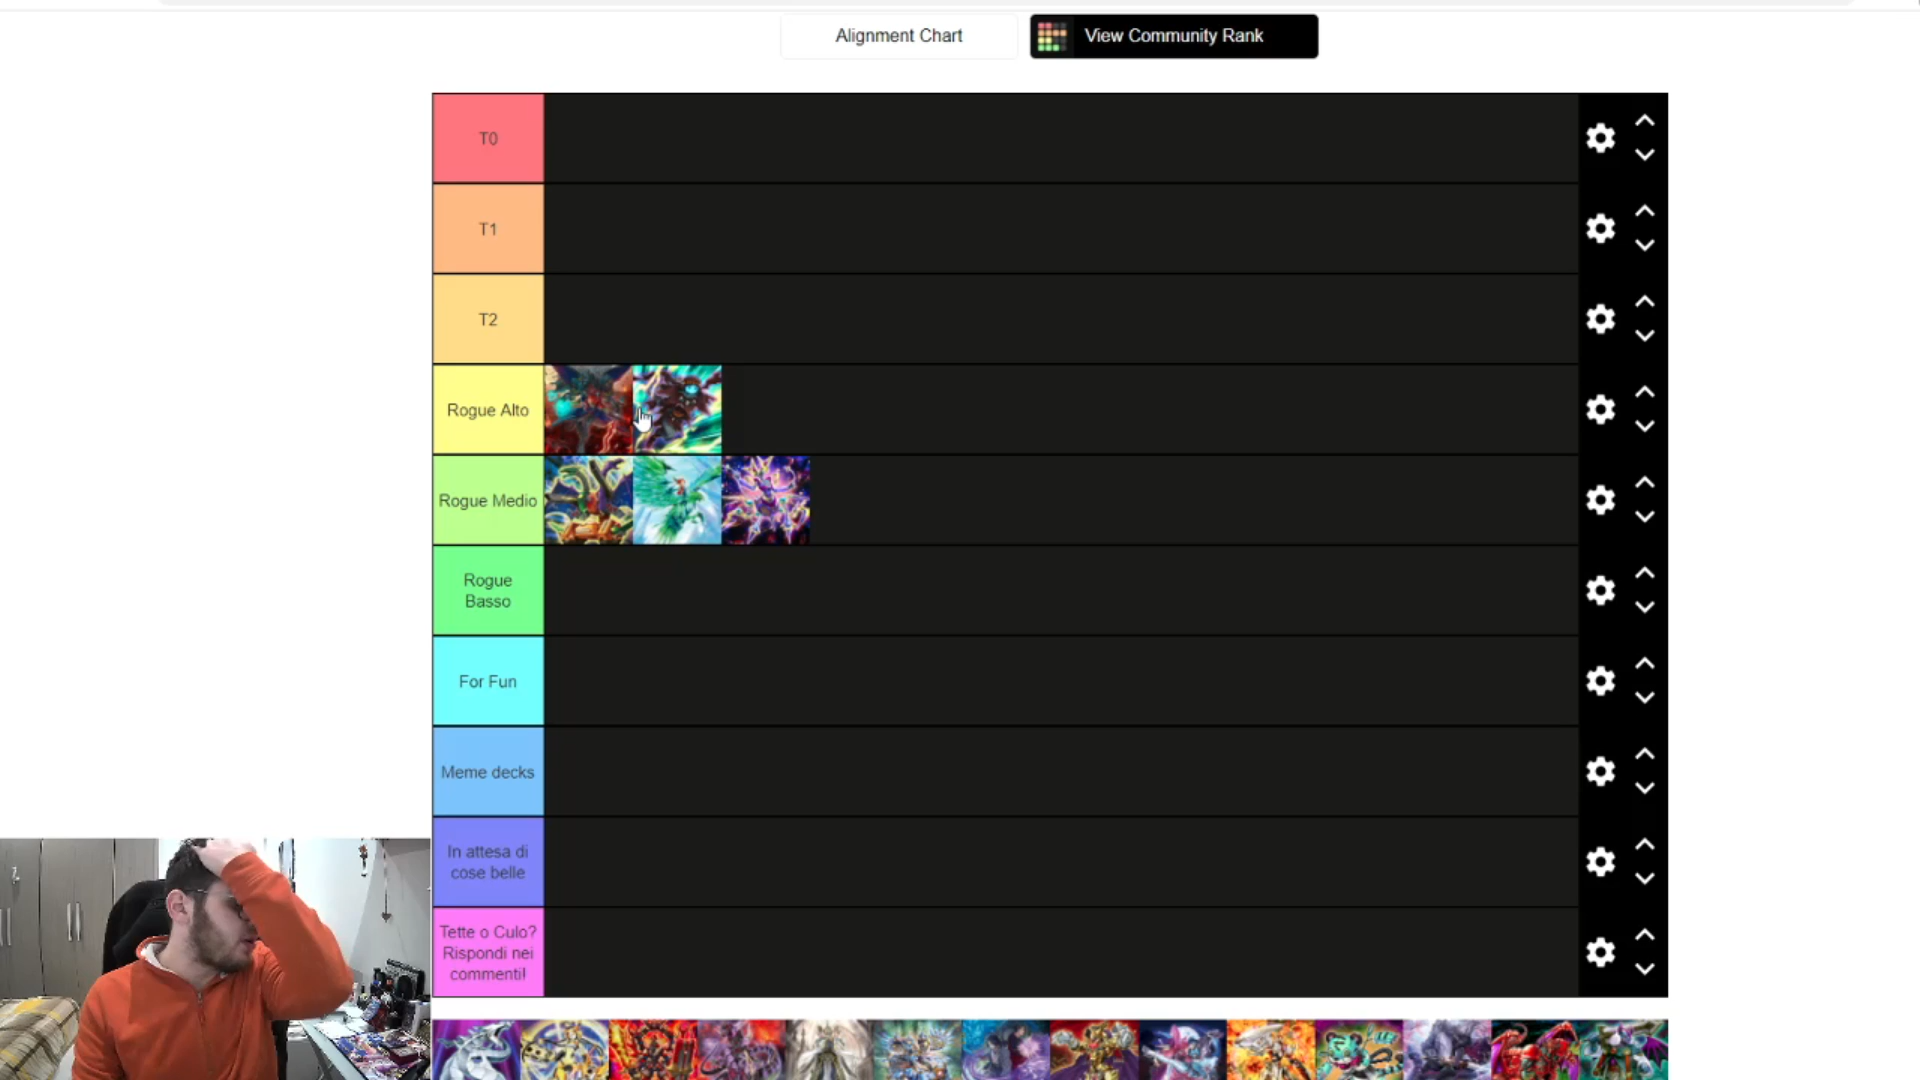 Alignment Chart
View Community Rank
T0
T1
T2
Rogue Alto
Rogue Medio
Rogue
Basso
For Fun
Meme decks
In attesa di
cose belle
Tette o Culo?
Rispondi nei
commenti!